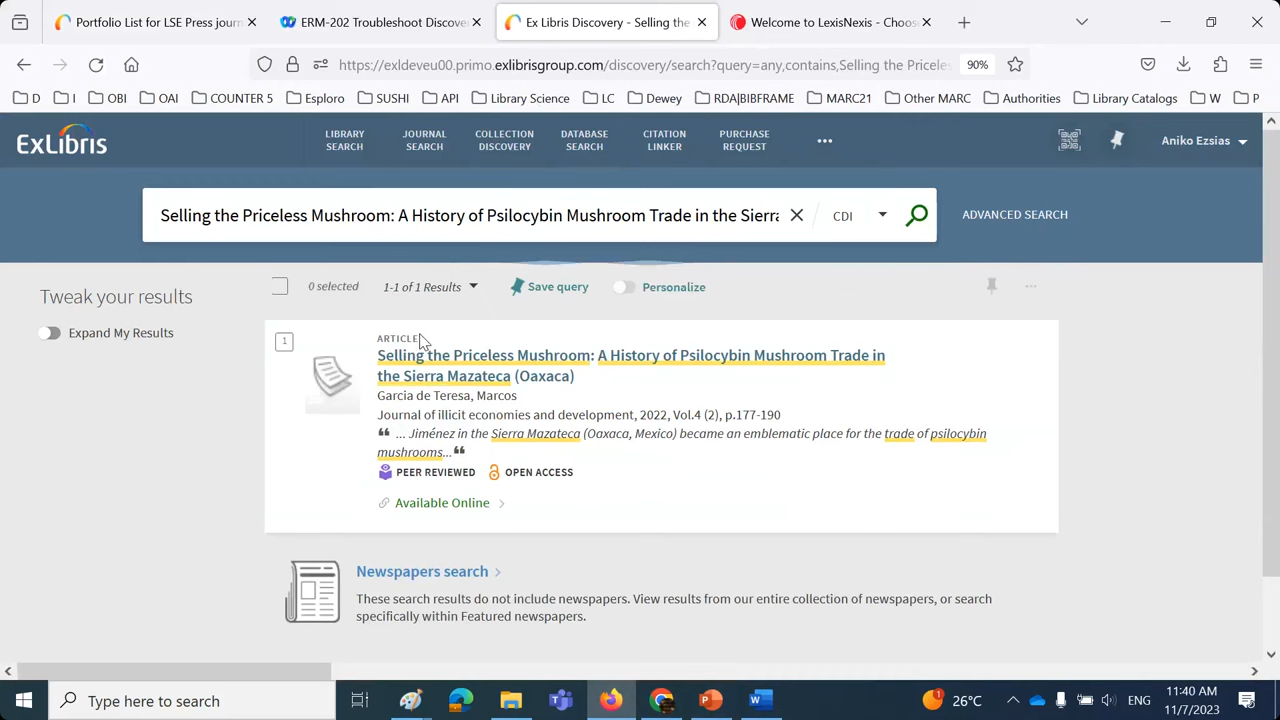 Portfolio List for LSE Press journ
ERM-202 Troubleshoot Discove
Ex Libris Discovery - Selling the
Welcome to LexisNexis - Choos
https://exldeveu00.primo.exlibrisgroup.com/discovery/search?query=any,contains,Selling the Priceles
90%
D
I
OBI
OAI
COUNTER 5
Esploro
SUSHI
API
Library Science
LC
Dewey
RDA|BIBFRAME
MARC21
Other MARC
Authorities
Library Catalogs
W
P
ExLibris
LIBRARY SEARCH
JOURNAL SEARCH
COLLECTION DISCOVERY
DATABASE SEARCH
CITATION LINKER
PURCHASE REQUEST
Aniko Ezsias
Selling the Priceless Mushroom: A History of Psilocybin Mushroom Trade in the Sierra
CDI
ADVANCED SEARCH
Tweak your results
Expand My Results
0 selected
1-1 of 1 Results
Save query
Personalize
1
ARTICLE
Selling the Priceless Mushroom: A History of Psilocybin Mushroom Trade in
the Sierra Mazateca (Oaxaca)
Garcia de Teresa, Marcos
Journal of illicit economies and development, 2022, Vol.4 (2), p.177-190
... Jiménez in the Sierra Mazateca (Oaxaca, Mexico) became an emblematic place for the trade of psilocybin
mushrooms...
PEER REVIEWED
OPEN ACCESS
Available Online
Newspapers search
These search results do not include newspapers. View results from our entire collection of newspapers, or search
specifically within Featured newspapers.
Type here to search
1
26°C
ENG
11:40 AM
11/7/2023